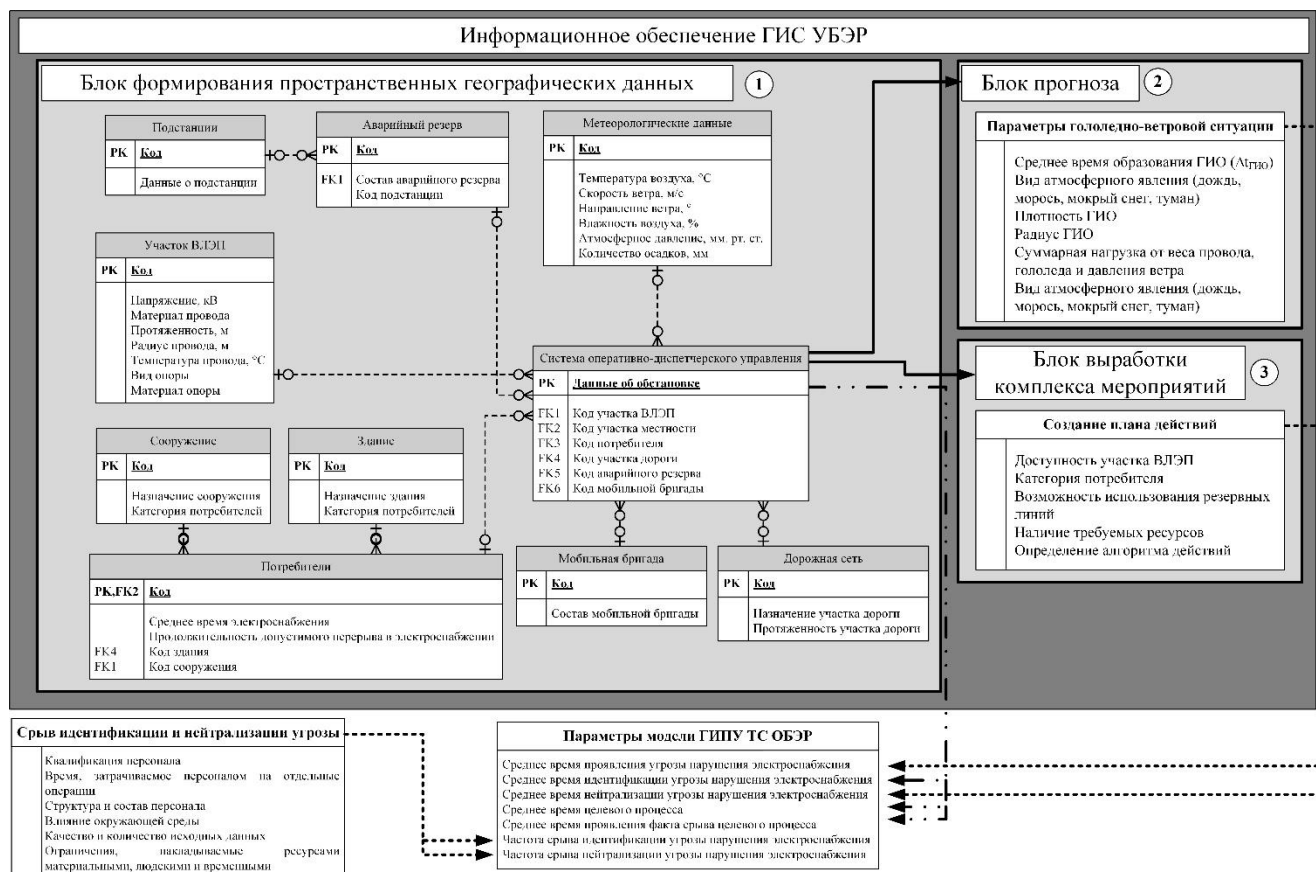 Информационное обеспечение ГИС УБЭР
Блок формирования пространственных географических данных
1
Подстанции
PK Код
Данные о подстанции
Аварийный резерв
PK Код
FK1 Состав аварийного резерва
Код подстанции
Метеорологические данные
PK Код
Температура воздуха, °C
Скорость ветра, м/с
Направление ветра, °
Влажность воздуха, %
Атмосферное давление, мм. рт. ст.
Количество осадков, мм
Участок ВЛЭП
PK Код
Напряжение, кВ
Материал провода
Протяженность, м
Радиус провода, м
Температура провода, °C
Вид опоры
Материал опоры
Система оперативно-диспетчерского управления
PK Данные об обстановке
FK1 Код участка ВЛЭП
FK2 Код участка местности
FK3 Код потребителя
FK4 Код участка дороги
FK5 Код аварийного резерва
FK6 Код мобильной бригады
Сооружение
PK Код
Назначение сооружения
Категория потребителей
Здание
PK Код
Назначение здания
Категория потребителей
Потребители
PK,FK2 Код
Среднее время электроснабжения
Продолжительность допустимого перерыва в электроснабжении
FK4 Код здания
FK1 Код сооружения
Мобильная бригада
PK Код
Состав мобильной бригады
Дорожная сеть
PK Код
Назначение участка дороги
Протяженность участка дороги
Блок прогноза
2
Параметры гололедно-ветровой ситуации
Среднее время образования ГИО (Δtгио)
Вид атмосферного явления (дождь,
морось, мокрый снег, туман)
Плотность ГИО
Радиус ГИО
Суммарная нагрузка от веса провода,
гололеда и давления ветра
Вид атмосферного явления (дождь,
морось, мокрый снег, туман)
Блок выработки
комплекса мероприятий
3
Создание плана действий
Доступность участка ВЛЭП
Категория потребителя
Возможность использования резервных
линий
Наличие требуемых ресурсов
Определение алгоритма действий
Срыв идентификации и нейтрализации угрозы
Квалификация персонала
Время, затрачиваемое персоналом на отдельные
операции
Структура и состав персонала
Влияние окружающей среды
Качество и количество исходных данных
Ограничения, накладываемые ресурсами
материальными, людскими и временными
Параметры модели ГИПУ ТС ОБЭР
Среднее время проявления угрозы нарушения электроснабжения
Среднее время идентификации угрозы нарушения электроснабжения
Среднее время нейтрализации угрозы нарушения электроснабжения
Среднее время целевого процесса
Среднее время проявления факта срыва целевого процесса
Частота срыва идентификации угрозы нарушения электроснабжения
Частота срыва нейтрализации угрозы нарушения электроснабжения